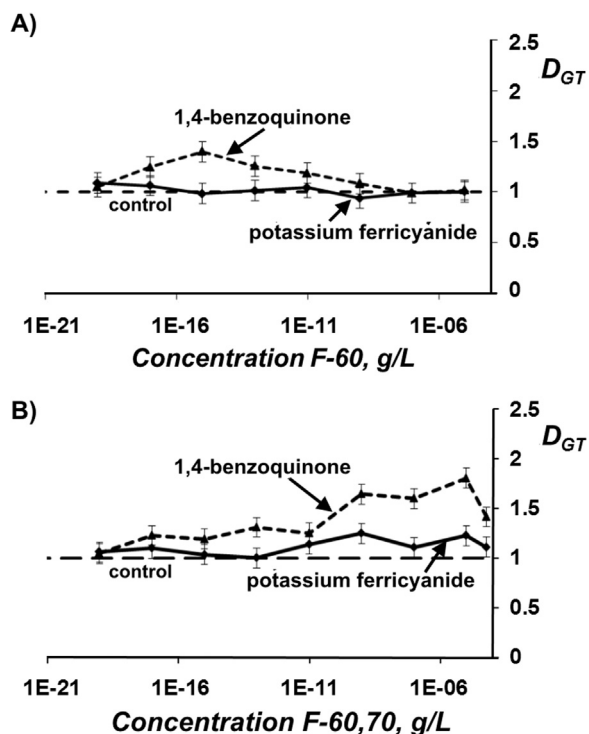 A)
2.5
D_GT
2
1,4-benzoquinone
1.5
1
control
potassium ferricyanide
0.5
0
1E-21 1E-16 1E-11 1E-06
Concentration F-60, g/L
B)
2.5
D_GT
1,4-benzoquinone
2
1.5
1
control
potassium ferricyanide
0.5
0
1E-21 1E-16 1E-11 1E-06
Concentration F-60,70, g/L